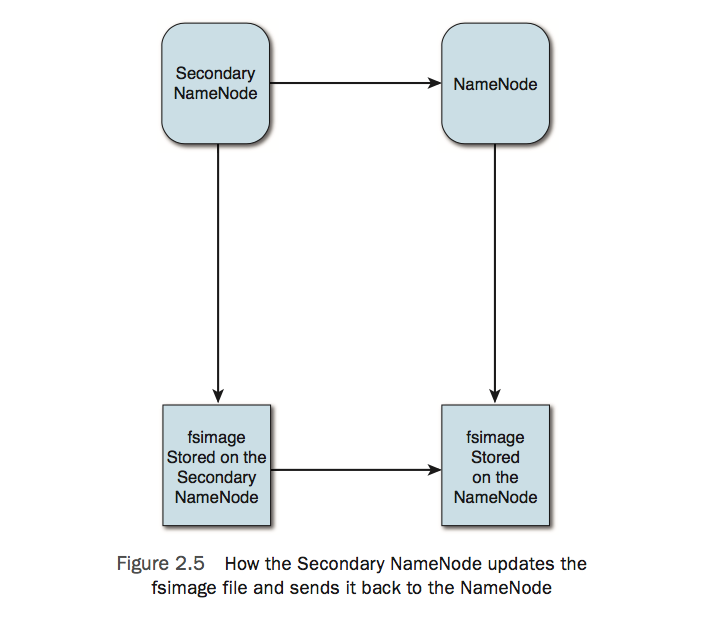 Secondary
NameNode
NameNode
fsimage
Stored on the
Secondary
NameNode
fsimage
Stored
on the
NameNode
Figure 2.5 How the Secondary NameNode updates the
fsimage file and sends it back to the NameNode